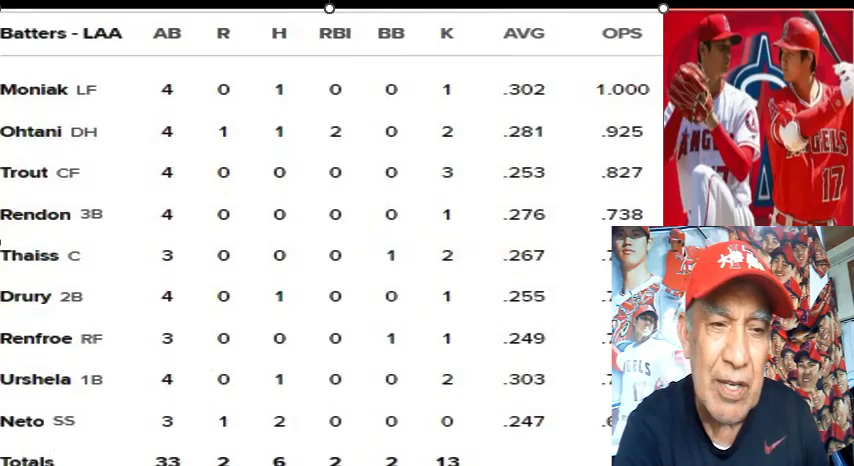 Batters - LAA AB R H RBI BB K AVG OPS
Moniak LF 4 0 1 0 0 1 .302 1.000
Ohtani DH 4 1 1 2 0 2 .281 .925
Trout CF 4 0 0 0 0 3 .253 .827
Rendon 3B 4 0 0 0 0 1 .276 .738
Thaiss C 3 0 0 0 1 2 .267
Drury 2B 4 0 1 0 0 1 .255
Renfroe RF 3 0 0 0 1 1 .249
Urshela 1B 4 0 1 0 0 2 .303
Neto SS 3 1 2 0 0 0 .247
Totals 33 2 6 2 2 13
ANGELS
17